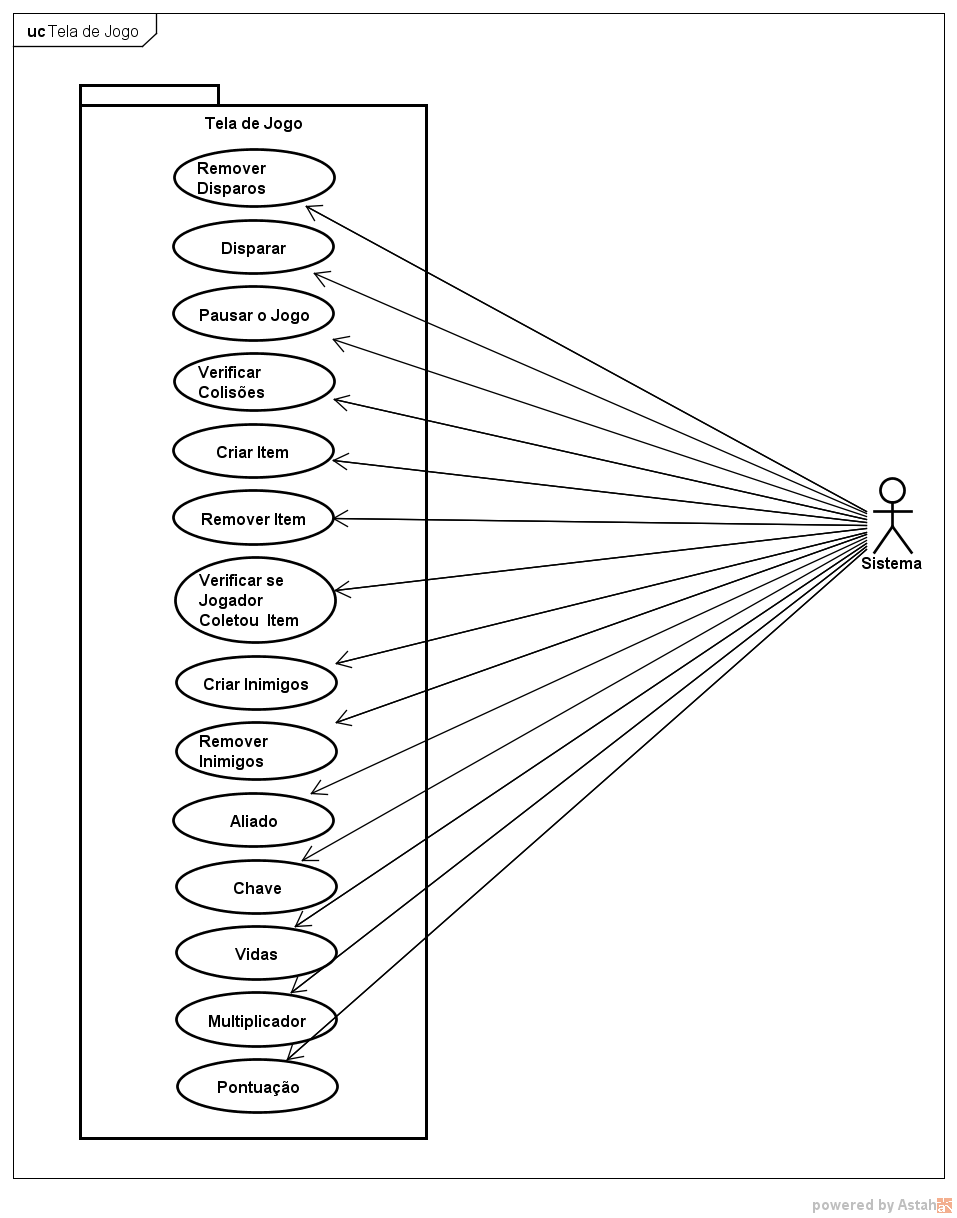 uc Tela de Jogo
Tela de Jogo
Remover
Disparos
Disparar
Pausar o Jogo
Verificar
Colisões
Criar Item
Remover Item
Sistema
Verificar se
Jogador
Coletou  Item
Criar Inimigos
Remover
Inimigos
Aliado
Chave
Vidas
Multiplicador
Pontuação
powered by Astah